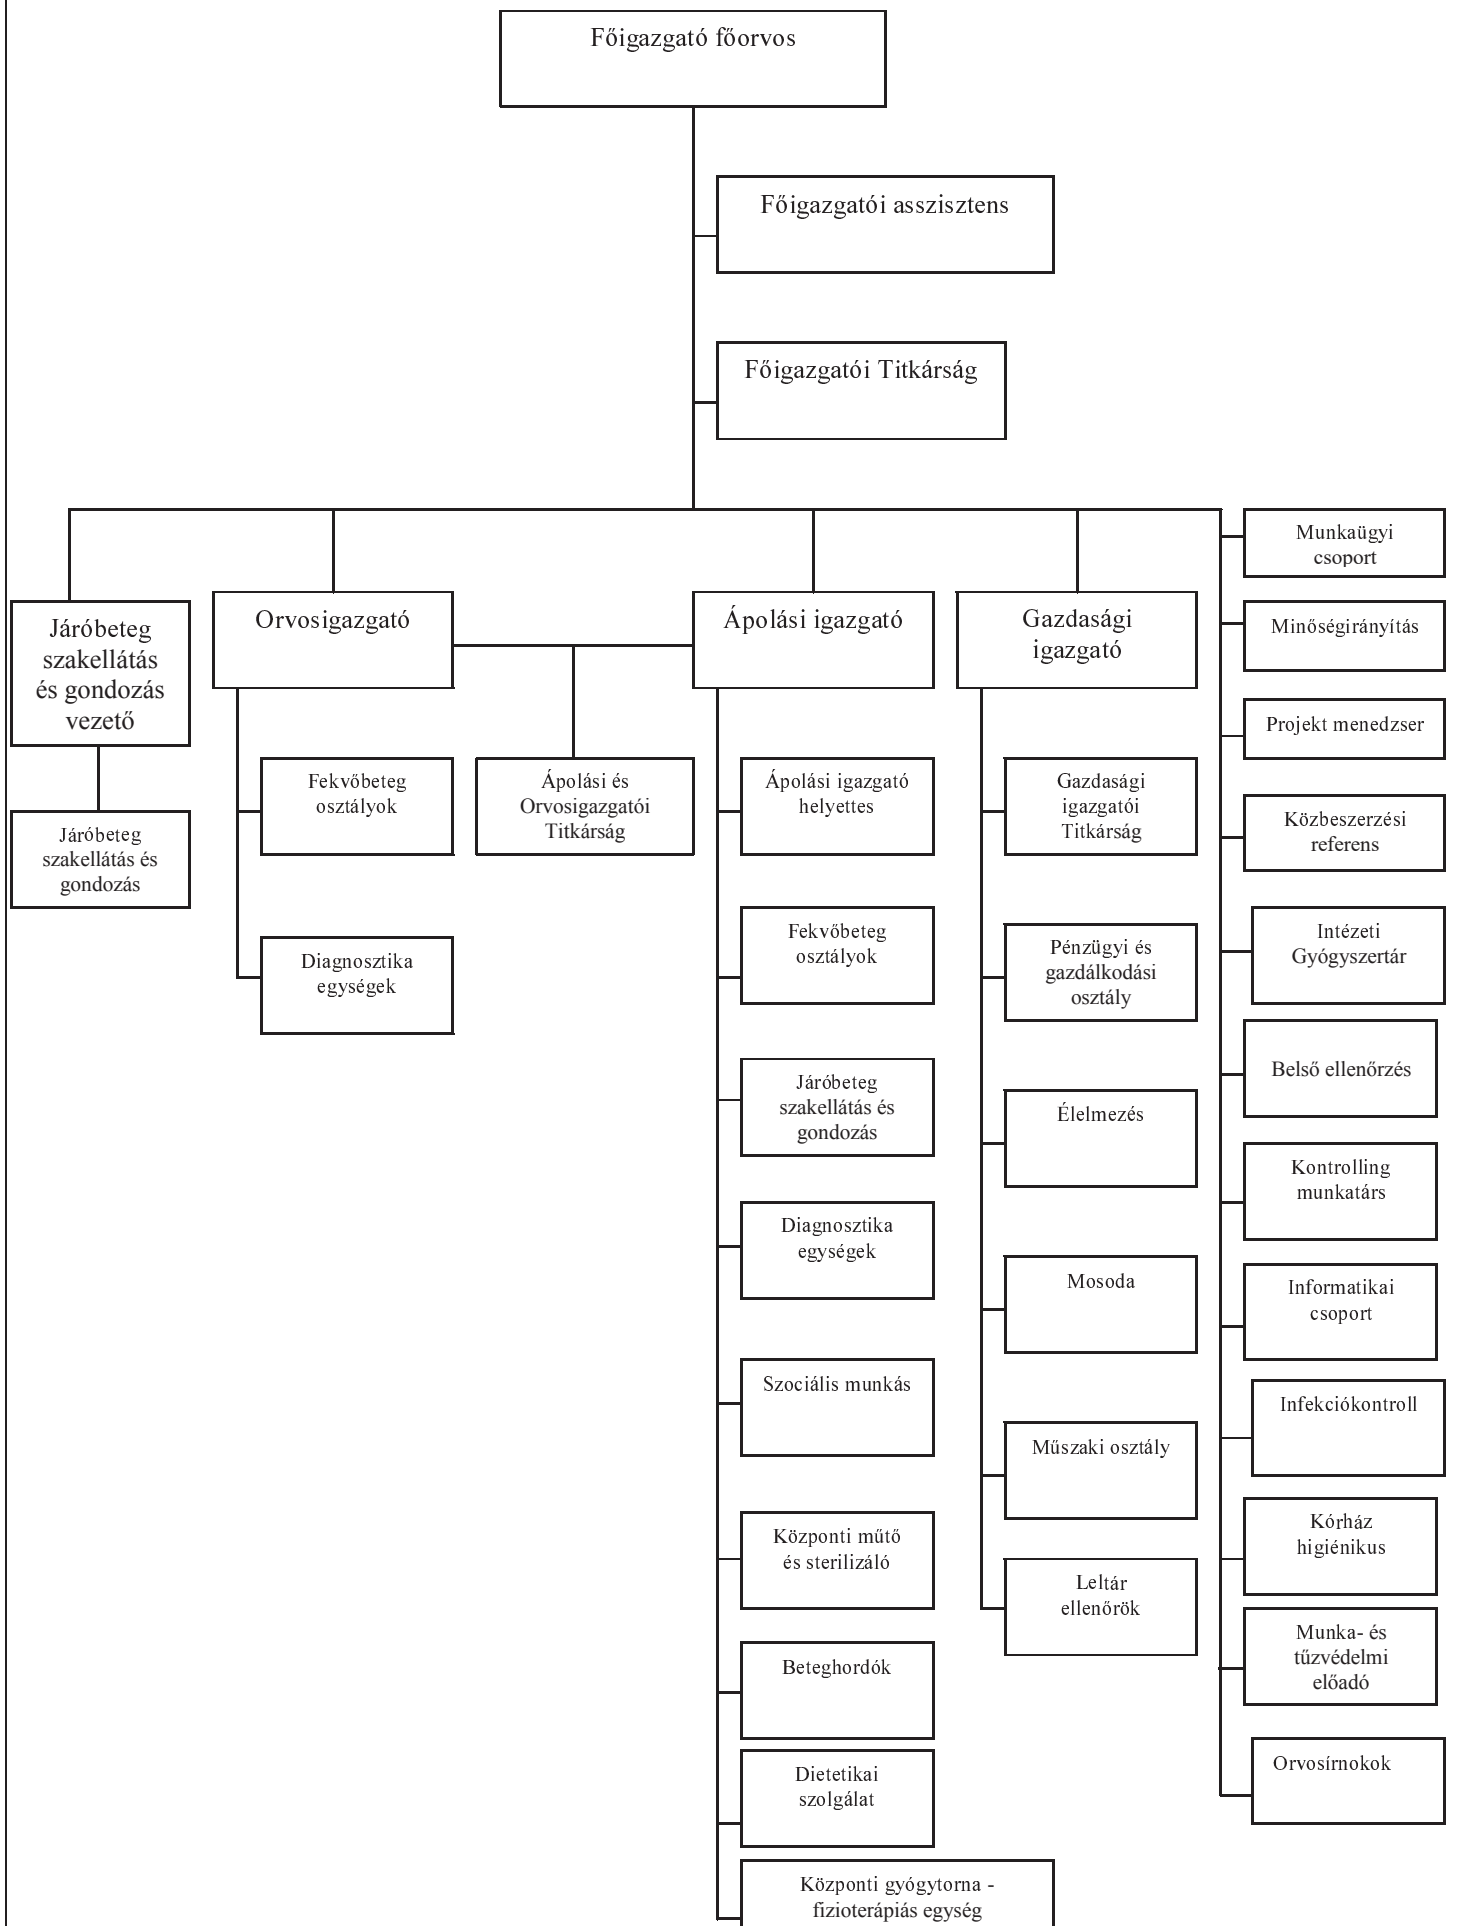 Főigazgató főorvos
Főigazgatói asszisztens
Főigazgatói Titkárság
Járóbeteg
szakellátás
és gondozás
vezető
Járóbeteg
szakellátás és
gondozás
Orvosigazgató
Fekvőbeteg
osztályok
Diagnosztika
egységek
Ápolási és
Orvosigazgatói
Titkárság
Ápolási igazgató
Ápolási igazgató
helyettes
Fekvőbeteg
osztályok
Járóbeteg
szakellátás és
gondozás
Diagnosztika
egységek
Szociális munkás
Központi műtő
és sterilizáló
Beteghordók
Dietetikai
szolgálat
Központi gyógytorna -
fizioterápiás egység
Gazdasági
igazgató
Gazdasági
igazgatói
Titkárság
Pénzügyi és
gazdálkodási
osztály
Élelmezés
Mosoda
Műszaki osztály
Leltár
ellenőrök
Munkaügyi
csoport
Minőségirányítás
Projekt menedzser
Közbeszerzési
referens
Intézeti
Gyógyszertár
Belső ellenőrzés
Kontrolling
munkatárs
Informatikai
csoport
Infekciókontroll
Kórház
higiénikus
Munka- és
tűzvédelmi
előadó
Orvosírnokok